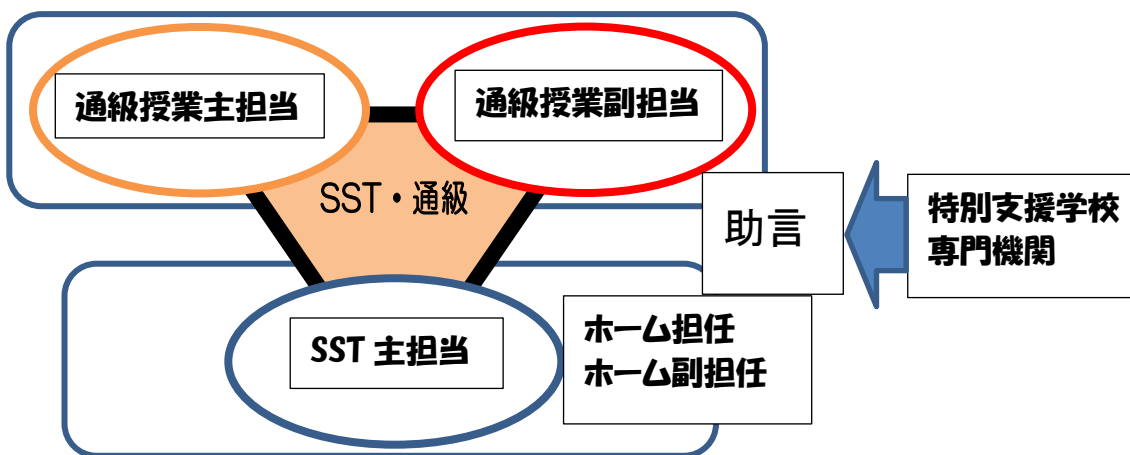 通級授業主担当
通級授業副担当
SST・通級
助言
特別支援学校
専門機関
SST 主担当
ホーム担任
ホーム副担任